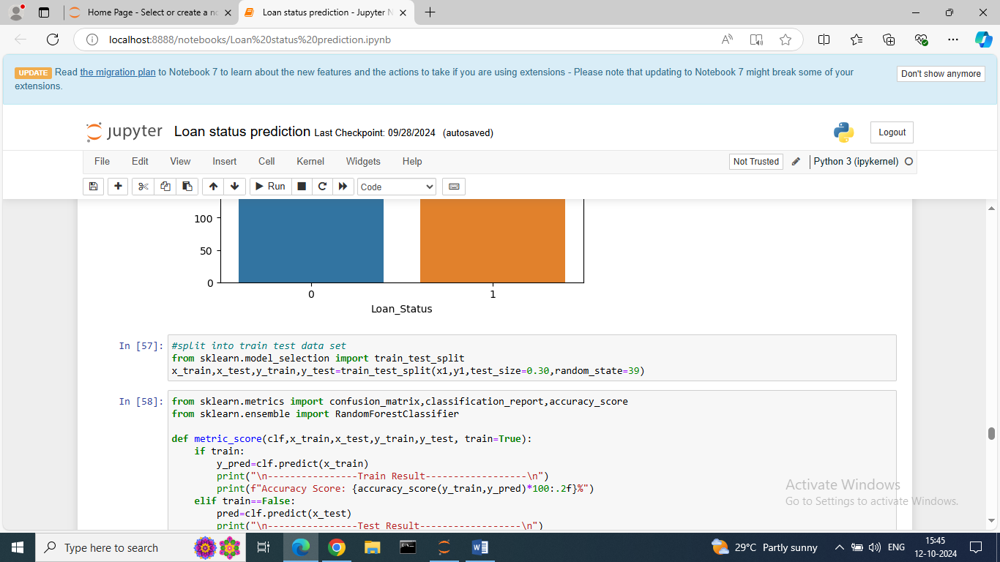 Home Page - Select or create a no
Loan status prediction - Jupyter N
localhost:8888/notebooks/Loan%20status%20prediction.ipynb
UPDATE Read the migration plan to Notebook 7 to learn about the new features and the actions to take if you are using extensions - Please note that updating to Notebook 7 might break some of your
extensions.
Don't show anymore
jupyter Loan status prediction Last Checkpoint: 09/28/2024 (autosaved)
Logout
File Edit View Insert Cell Kernel Widgets Help
Not Trusted
Python 3 (ipykernel)
Run
Code
100
50
0
0 1
Loan_Status
In [57]: #split into train test data set
from sklearn.model_selection import train_test_split
x_train,x_test,y_train,y_test=train_test_split(x1,y1,test_size=0.30,random_state=39)
In [58]: from sklearn.metrics import confusion_matrix,classification_report,accuracy_score
from sklearn.ensemble import RandomForestClassifier
def metric_score(clf,x_train,x_test,y_train,y_test, train=True):
if train:
y_pred=clf.predict(x_train)
print("\n----------------Train Result------------------\n")
print(f"Accuracy Score: {accuracy_score(y_train,y_pred)*100:.2f}%")
elif train==False:
pred=clf.predict(x_test)
print("\n----------------Test Result------------------\n")
Activate Windows
Go to Settings to activate Windows.
Type here to search
29°C Partly sunny
ENG
15:45
12-10-2024